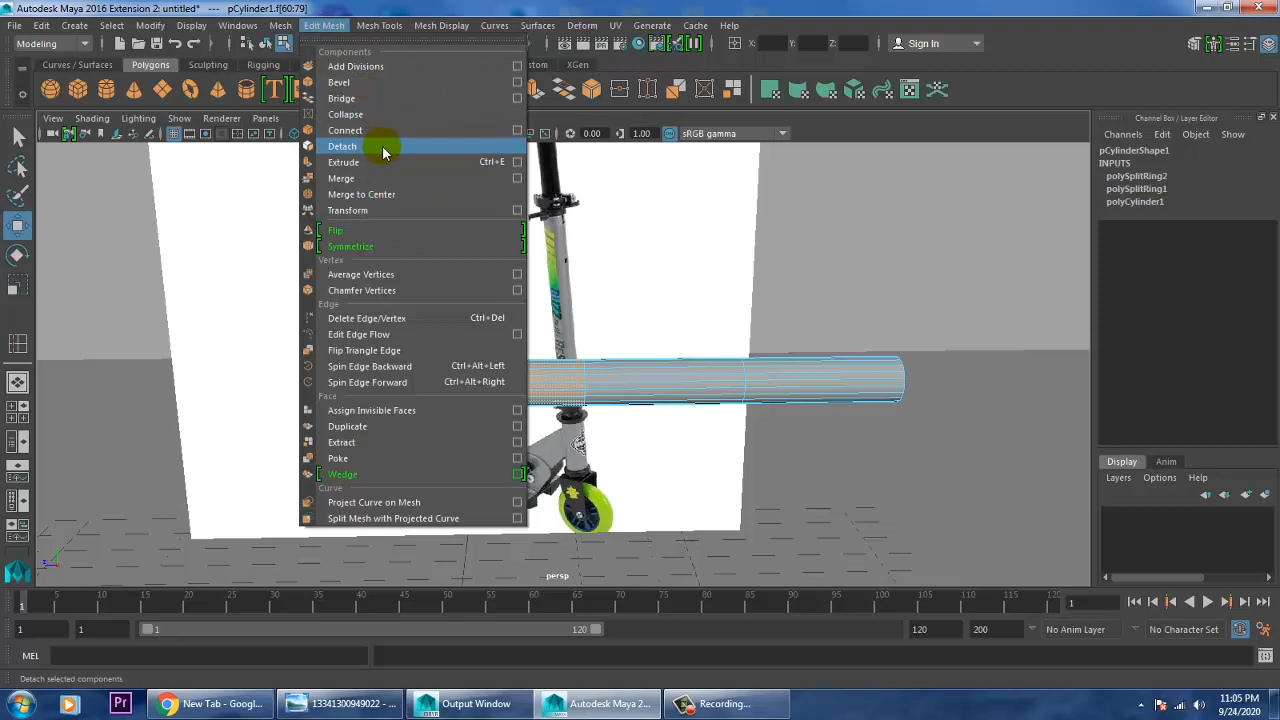 Autodesk Maya 2016 Extension 2: untitled* --- pCylinder1.f[60:79]
File Edit Create Select Modify Display Windows Mesh Edit Mesh Mesh Tools Mesh Display Curves Surfaces Deform UV Generate Cache Help
Modeling X: Y: Z: Sign In
Curves / Surfaces Polygons Sculpting Rigging tom XGen
View Shading Lighting Show Renderer Panels 0.00 1.00 sRGB gamma
Components
Add Divisions
Bevel
Bridge
Collapse
Connect
Detach
Extrude Ctrl+E
Merge
Merge to Center
Transform
Flip
Symmetrize
Vertex
Average Vertices
Chamfer Vertices
Edge
Delete Edge/Vertex Ctrl+Del
Edit Edge Flow
Flip Triangle Edge
Spin Edge Backward Ctrl+Alt+Left
Spin Edge Forward Ctrl+Alt+Right
Face
Assign Invisible Faces
Duplicate
Extract
Poke
Wedge
Curve
Project Curve on Mesh
Split Mesh with Projected Curve
persp
Channel Box / Layer Editor
Channels Edit Object Show
pCylinderShape1
INPUTS
polySplitRing2
polySplitRing1
polyCylinder1
Display Anim
Layers Options Help
1 5 10 15 20 25 30 35 40 45 50 55 60 65 70 75 80 85 90 95 100 105 110 115 120 1
1 1 1 120 120 200 No Anim Layer No Character Set
MEL
Detach selected components
New Tab - Googl... 13341300949022 - ... Output Window Autodesk Maya 2... Recording...
11:05 PM
9/24/2020